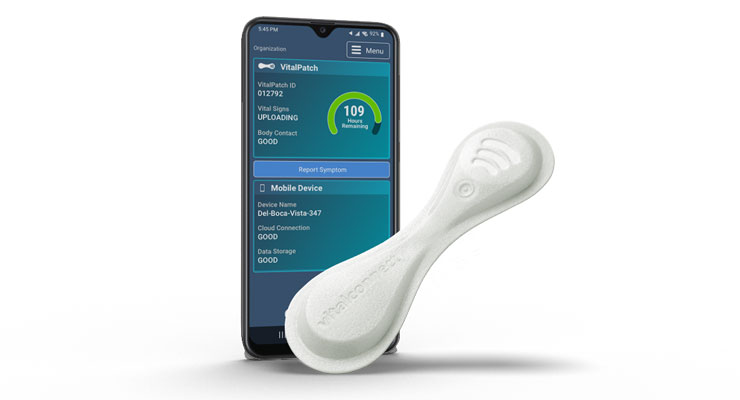 5:45 PM
92%
Organization
Menu
VitalPatch
VitalPatch ID
012792
Vital Signs
UPLOADING
Body Contact
GOOD
109
Hours
Remaining
Report Symptom
Mobile Device
Device Name
Del-Boca-Vista-347
Cloud Connection
GOOD
Data Storage
GOOD
vitalconnect